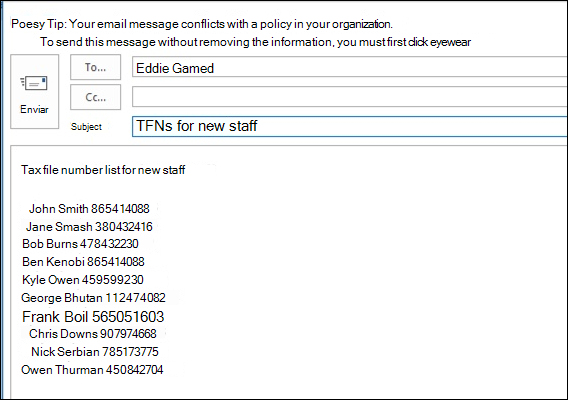 Poesy Tip: Your email message conflicts with a policy in your organization.
To send this message without removing the information, you must first click eyewear
To...
Eddie Gamed
Cc...
Enviar
Subject
TFNs for new staff
Tax file number list for new staff
John Smith 865414088
Jane Smash 380432416
Bob Burns 478432230
Ben Kenobi 865414088
Kyle Owen 459599230
George Bhutan 112474082
Frank Boil 565051603
Chris Downs 907974668
Nick Serbian 785173775
Owen Thurman 450842704